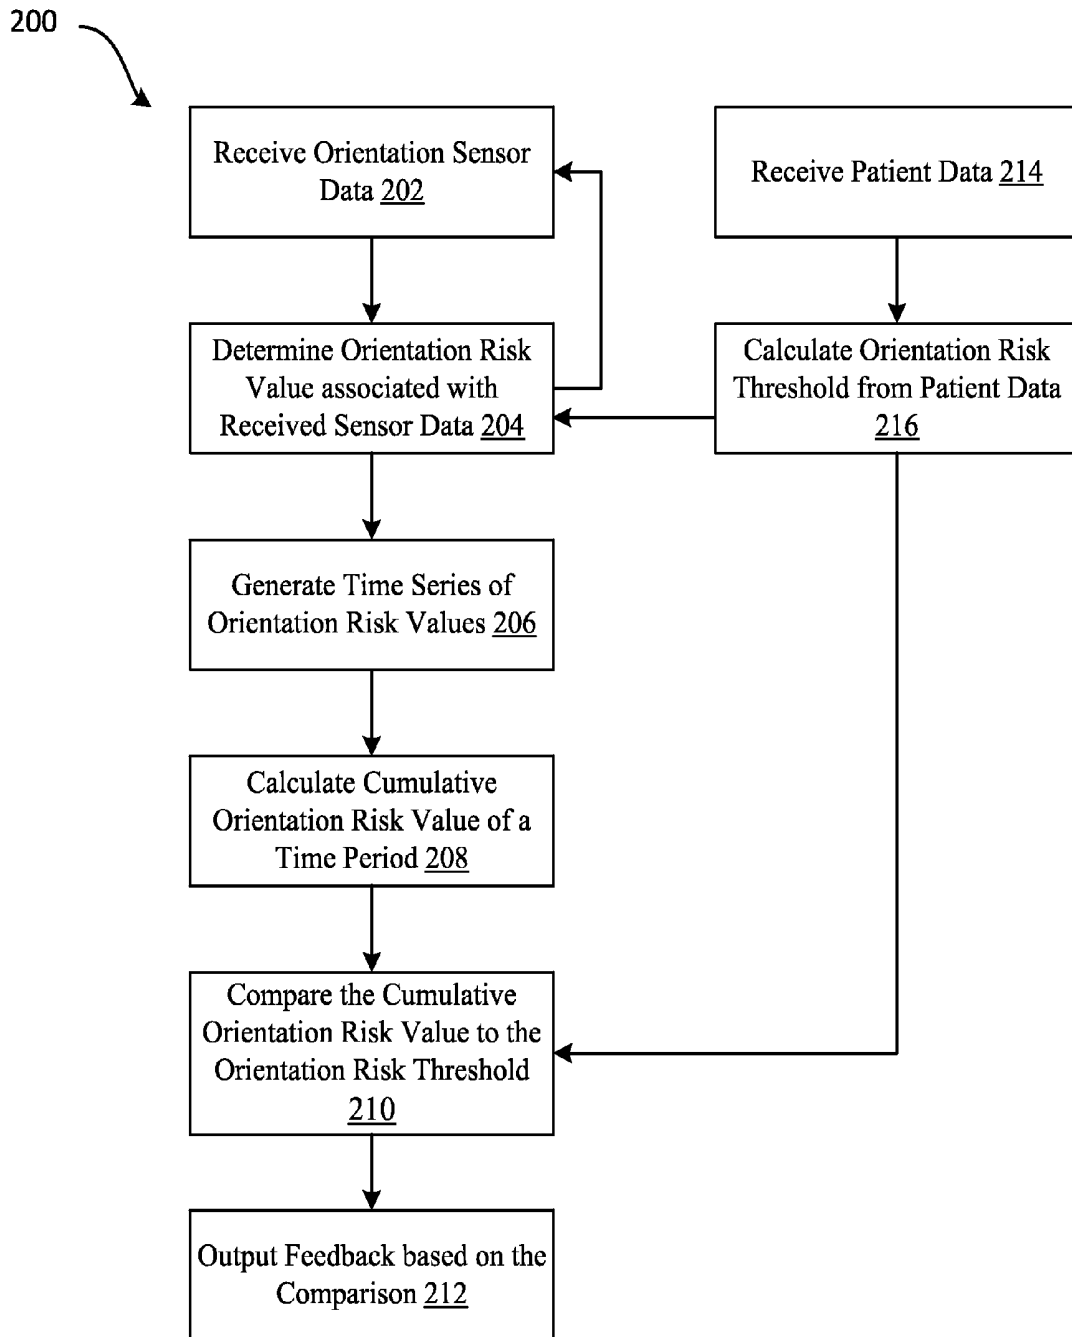 200
Receive Orientation Sensor
Data 202
Receive Patient Data 214
Determine Orientation Risk
Value associated with
Received Sensor Data 204
Calculate Orientation Risk
Threshold from Patient Data
216
Generate Time Series of
Orientation Risk Values 206
Calculate Cumulative
Orientation Risk Value of a
Time Period 208
Compare the Cumulative
Orientation Risk Value to the
Orientation Risk Threshold
210
Output Feedback based on the
Comparison 212